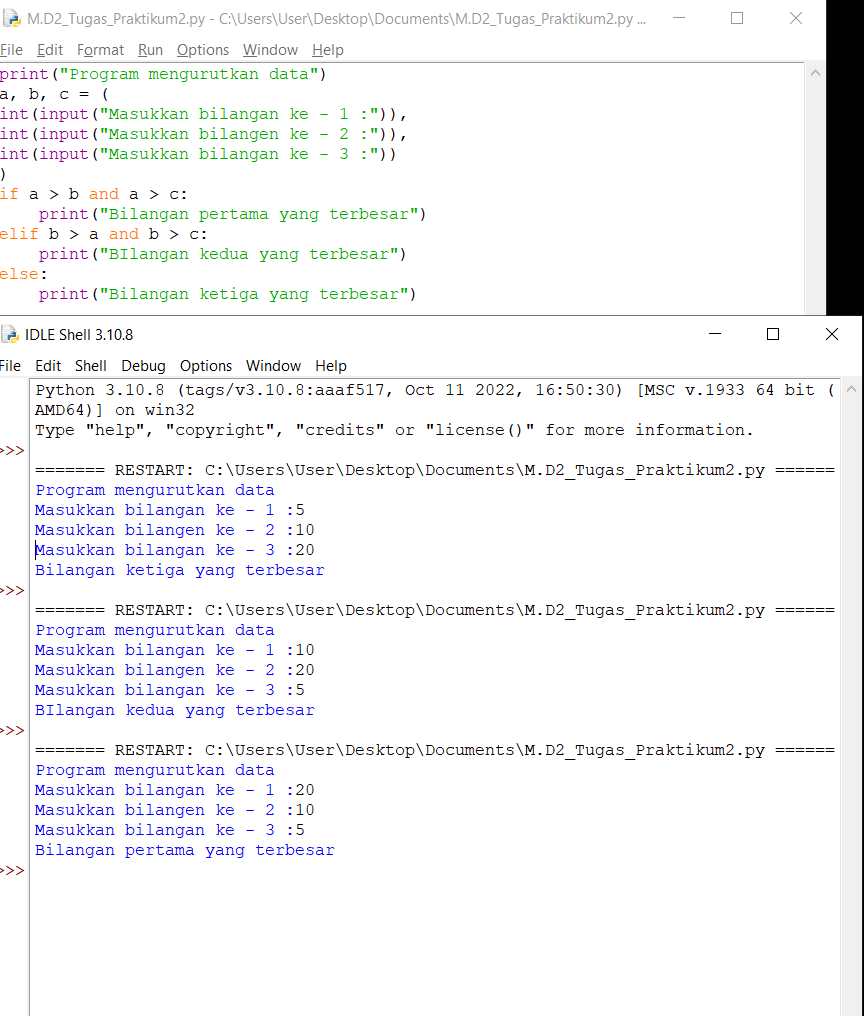 M.D2_Tugas_Praktikum2.py - C:\Users\User\Desktop\Documents\M.D2_Tugas_Praktikum2.py ...
File Edit Format Run Options Window Help
print("Program mengurutkan data")
a, b, c = (
int(input("Masukkan bilangan ke - 1 :")),
int(input("Masukkan bilangen ke - 2 :")),
int(input("Masukkan bilangan ke - 3 :"))
)
if a > b and a > c:
    print("Bilangan pertama yang terbesar")
elif b > a and b > c:
    print("BIlangan kedua yang terbesar")
else:
    print("Bilangan ketiga yang terbesar")
IDLE Shell 3.10.8
File Edit Shell Debug Options Window Help
Python 3.10.8 (tags/v3.10.8:aaaf517, Oct 11 2022, 16:50:30) [MSC v.1933 64 bit (
AMD64)] on win32
Type "help", "copyright", "credits" or "license()" for more information.
>>>
======= RESTART: C:\Users\User\Desktop\Documents\M.D2_Tugas_Praktikum2.py ======
Program mengurutkan data
Masukkan bilangan ke - 1 :5
Masukkan bilangen ke - 2 :10
Masukkan bilangan ke - 3 :20
Bilangan ketiga yang terbesar
>>>
======= RESTART: C:\Users\User\Desktop\Documents\M.D2_Tugas_Praktikum2.py ======
Program mengurutkan data
Masukkan bilangan ke - 1 :10
Masukkan bilangen ke - 2 :20
Masukkan bilangan ke - 3 :5
BIlangan kedua yang terbesar
>>>
======= RESTART: C:\Users\User\Desktop\Documents\M.D2_Tugas_Praktikum2.py ======
Program mengurutkan data
Masukkan bilangan ke - 1 :20
Masukkan bilangen ke - 2 :10
Masukkan bilangan ke - 3 :5
Bilangan pertama yang terbesar
>>>